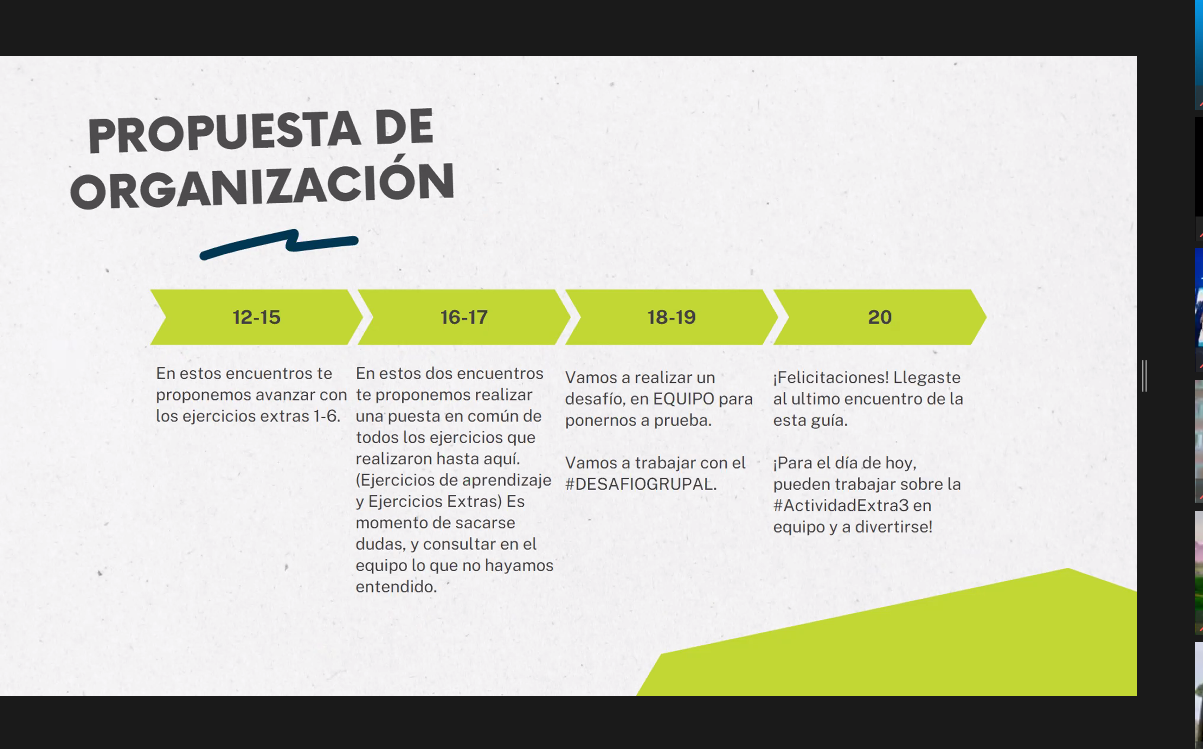 PROPUESTA DE
ORGANIZACIÓN
12-15
En estos encuentros te
proponemos avanzar con
los ejercicios extras 1-6.
16-17
En estos dos encuentros
te proponemos realizar
una puesta en común de
todos los ejercicios que
realizaron hasta aquí.
(Ejercicios de aprendizaje
y Ejercicios Extras) Es
momento de sacarse
dudas, y consultar en el
equipo lo que no hayamos
entendido.
18-19
Vamos a realizar un
desafío, en EQUIPO para
ponernos a prueba.
Vamos a trabajar con el
#DESAFIOGRUPAL.
20
¡Felicitaciones! Llegaste
al ultimo encuentro de la
esta guía.
¡Para el día de hoy,
pueden trabajar sobre la
#ActividadExtra3 en
equipo y a divertirse!